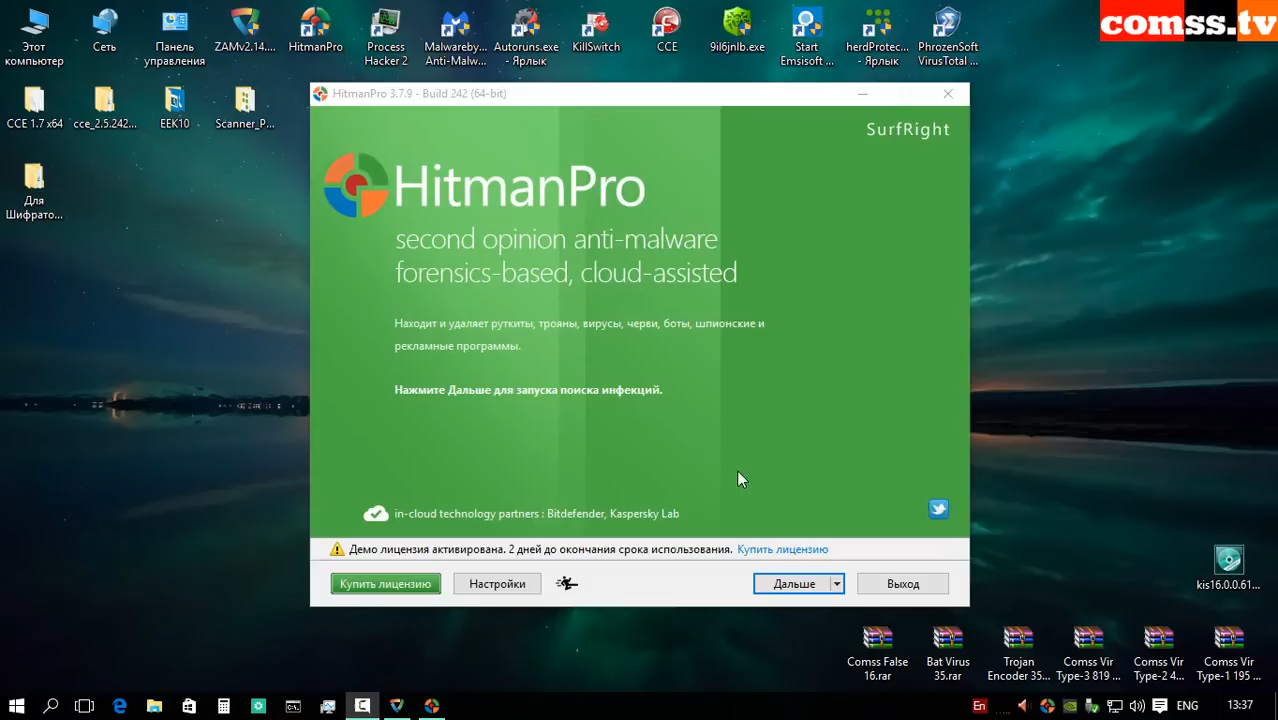 comss.tv
Этот
компьютер
Сеть
Панель
управления
ZAMv2.14....
HitmanPro
Process
Hacker 2
Malwareby...
Anti-Malw...
Autoruns.exe
- Ярлык
KillSwitch
CCE
9il6jnlb.exe
Start
Emsisoft ...
herdProtec...
- Ярлык
PhrozenSoft
VirusTotal ...
CCE 1.7 x64
cce_2.5.242...
EEK10
Scanner_P...
Для
Шифрато...
HitmanPro 3.7.9 - Build 242 (64-bit)
SurfRight
HitmanPro
second opinion anti-malware
forensics-based, cloud-assisted
Находит и удаляет руткиты, трояны, вирусы, черви, боты, шпионские и
рекламные программы.
Нажмите Дальше для запуска поиска инфекций.
in-cloud technology partners : Bitdefender, Kaspersky Lab
Демо лицензия активирована. 2 дней до окончания срока использования. Купить лицензию
Купить лицензию
Настройки
Дальше
Выход
kis16.0.0.61...
Comss False
16.rar
Bat Virus
35.rar
Trojan
Encoder 35...
Comss Vir
Type-3 819 ...
Comss Vir
Type-2 4...
Comss Vir
Type-1 195 ...
En
ENG
13:37